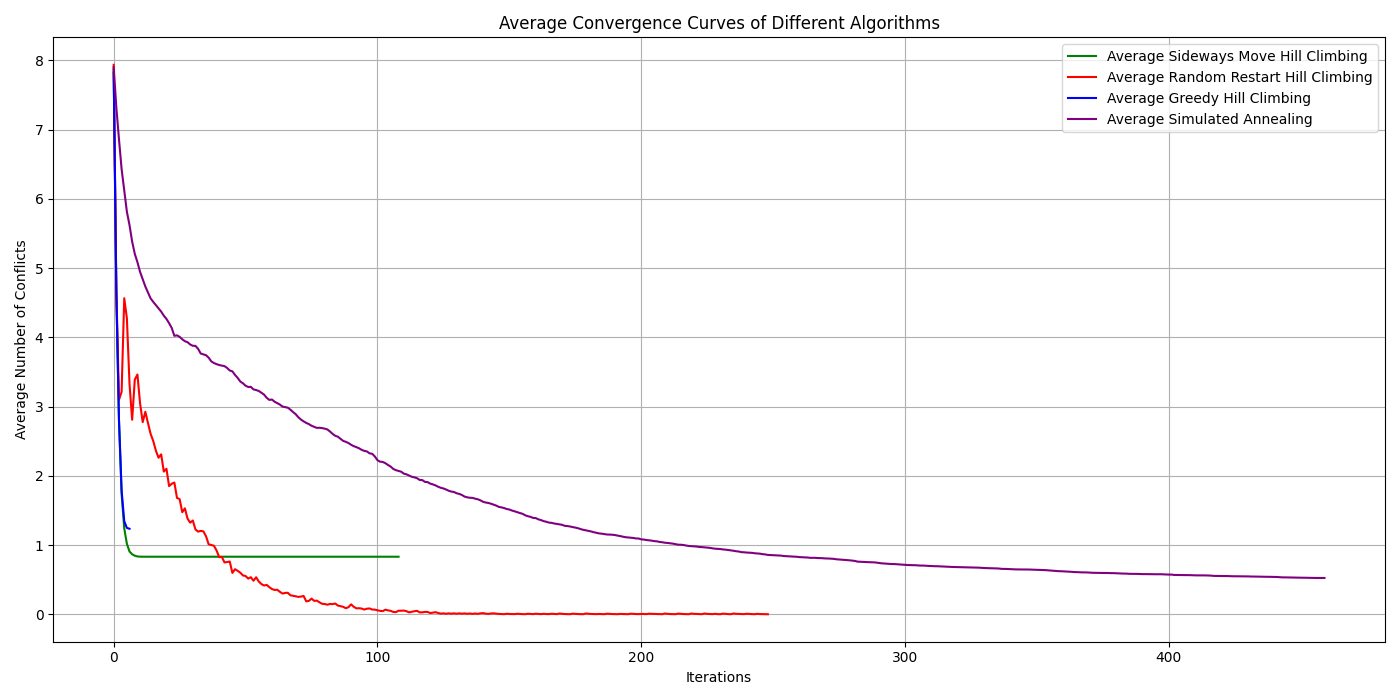 Average Convergence Curves of Different Algorithms
Average Sideways Move Hill Climbing
Average Random Restart Hill Climbing
Average Greedy Hill Climbing
Average Simulated Annealing
Average Number of Conflicts
8
7
6
5
4
3
2
1
0
0 100 200 300 400
Iterations